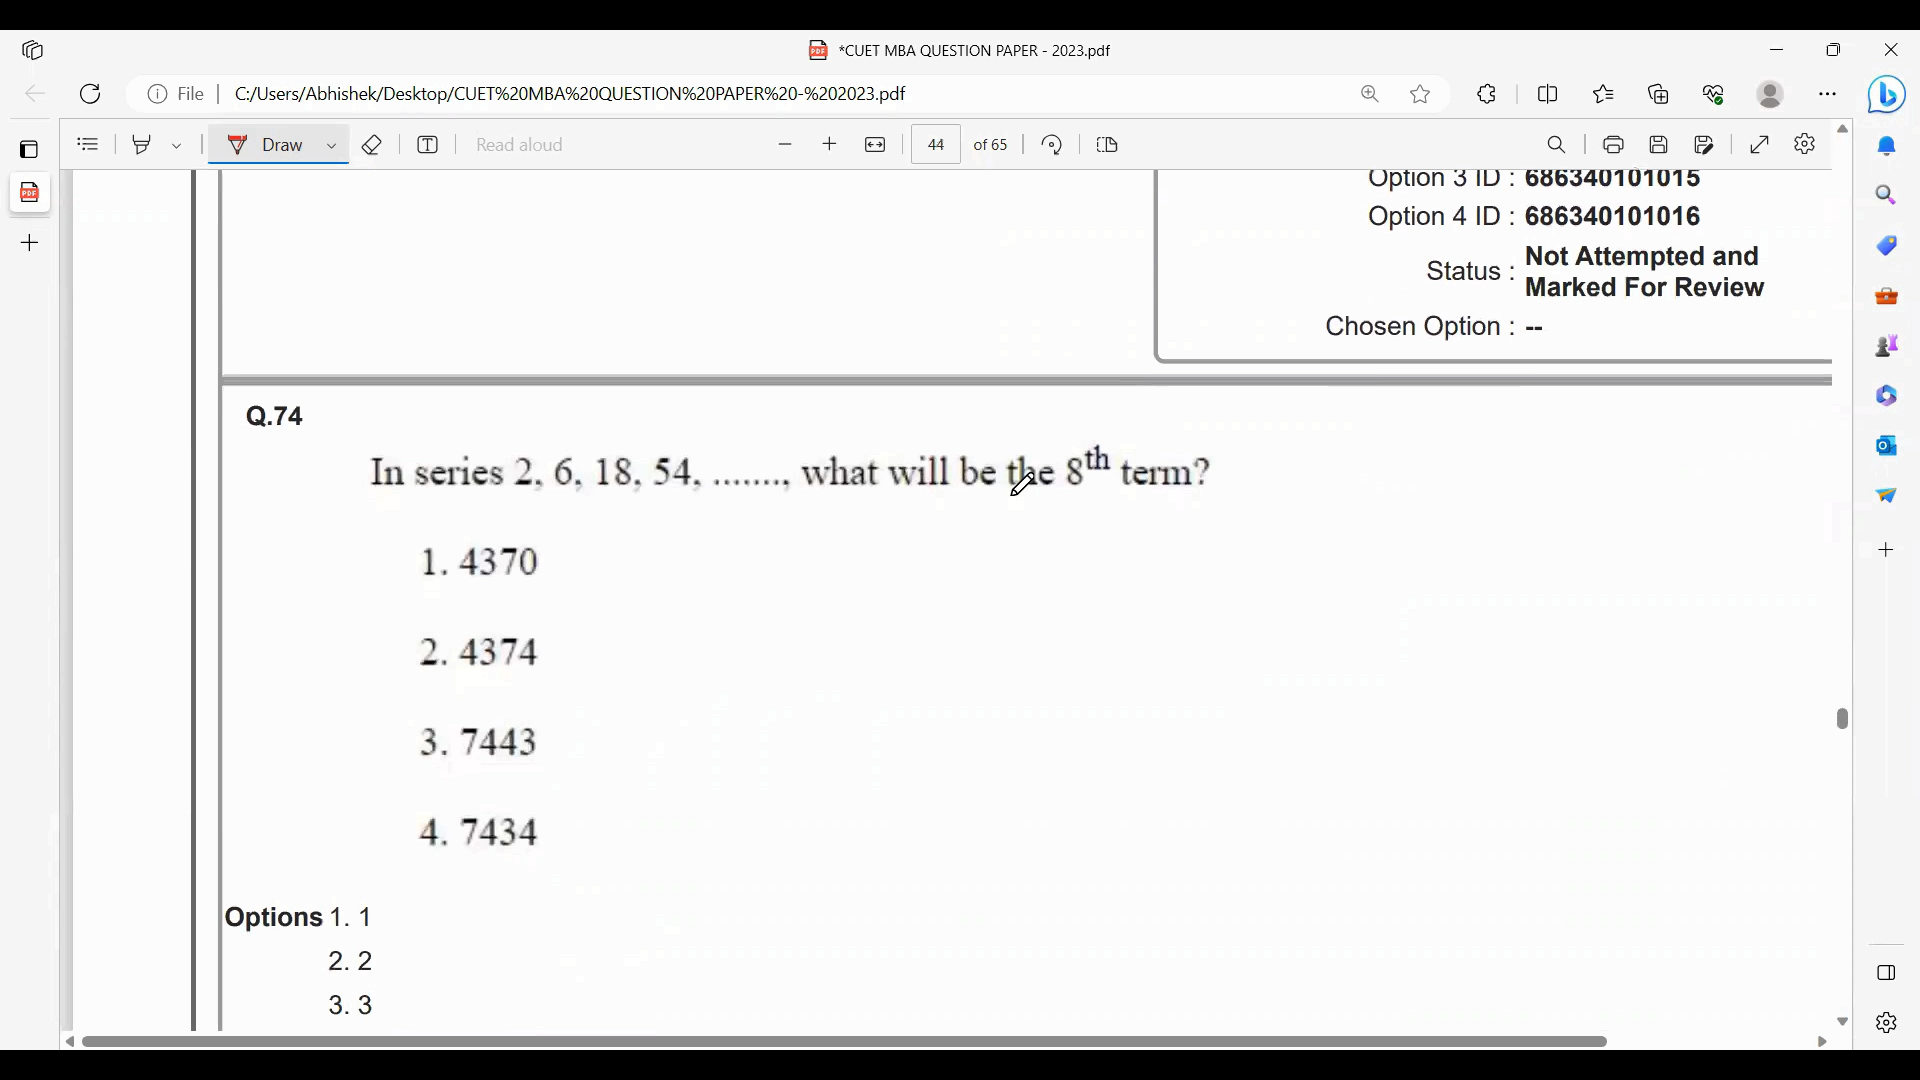 *CUET MBA QUESTION PAPER - 2023.pdf
File
C:/Users/Abhishek/Desktop/CUET%20MBA%20QUESTION%20PAPER%20-%202023.pdf
Draw
T
Read aloud
44 of 65
Option 3 ID : 686340101015
Option 4 ID : 686340101016
Status : Not Attempted and
Marked For Review
Chosen Option : --
Q.74
In series 2, 6, 18, 54, ......., what will be the 8th term?
1. 4370
2. 4374
3. 7443
4. 7434
Options 1. 1
2. 2
3. 3